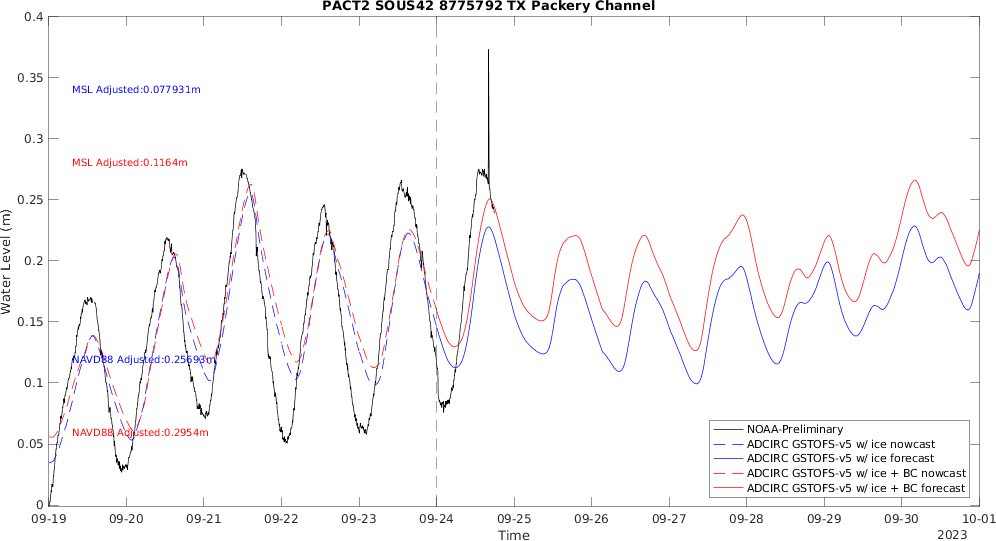 PACT2 SOUS42 8775792 TX Packery Channel
0.4
0.35
0.3
0.25
0.2
0.15
0.1
0.05
0
Water Level (m)
MSL Adjusted:0.077931m
MSL Adjusted:0.1164m
NAVD88 Adjusted:0.25693m
NAVD88 Adjusted:0.2954m
NOAA-Preliminary
ADCIRC GSTOFS-v5 w/ ice nowcast
ADCIRC GSTOFS-v5 w/ ice forecast
ADCIRC GSTOFS-v5 w/ ice + BC nowcast
ADCIRC GSTOFS-v5 w/ ice + BC forecast
09-19 09-20 09-21 09-22 09-23 09-24 09-25 09-26 09-27 09-28 09-29 09-30 10-01
Time
2023